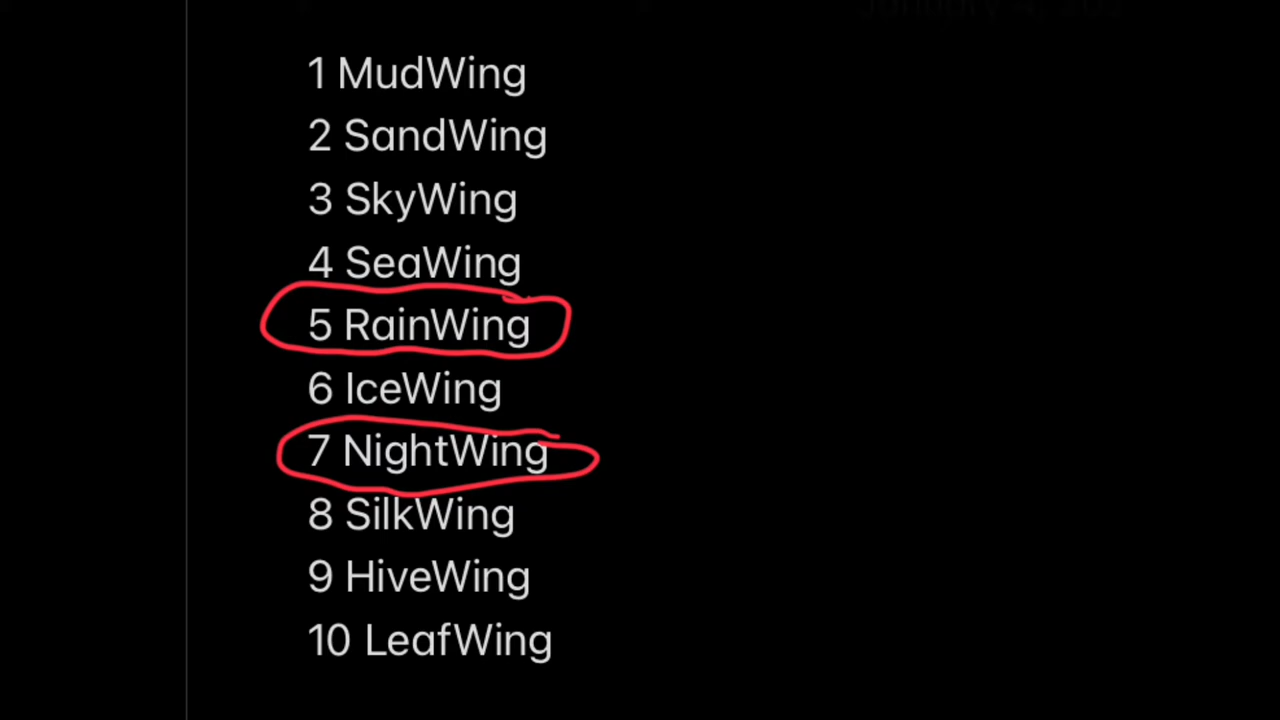 1 MudWing
2 SandWing
3 SkyWing
4 SeaWing
5 RainWing
6 IceWing
7 NightWing
8 SilkWing
9 HiveWing
10 LeafWing